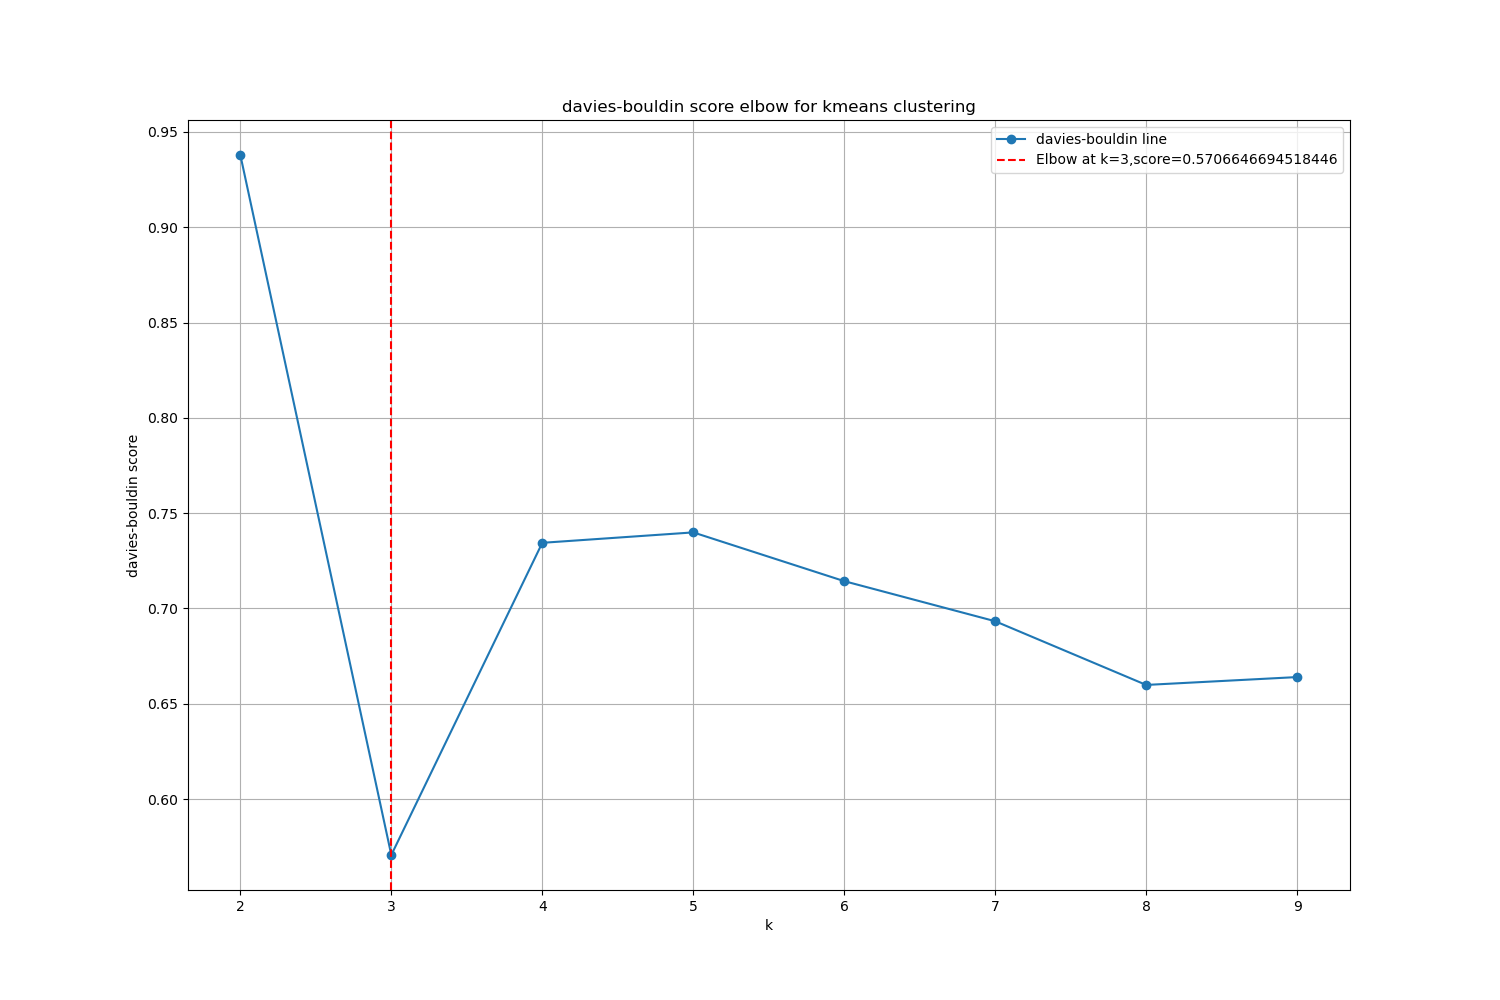 davies-bouldin score elbow for kmeans clustering
davies-bouldin line
Elbow at k=3,score=0.5706646694518446
0.95
0.90
0.85
0.80
0.75
0.70
0.65
0.60
davies-bouldin score
2 3 4 5 6 7 8 9
k